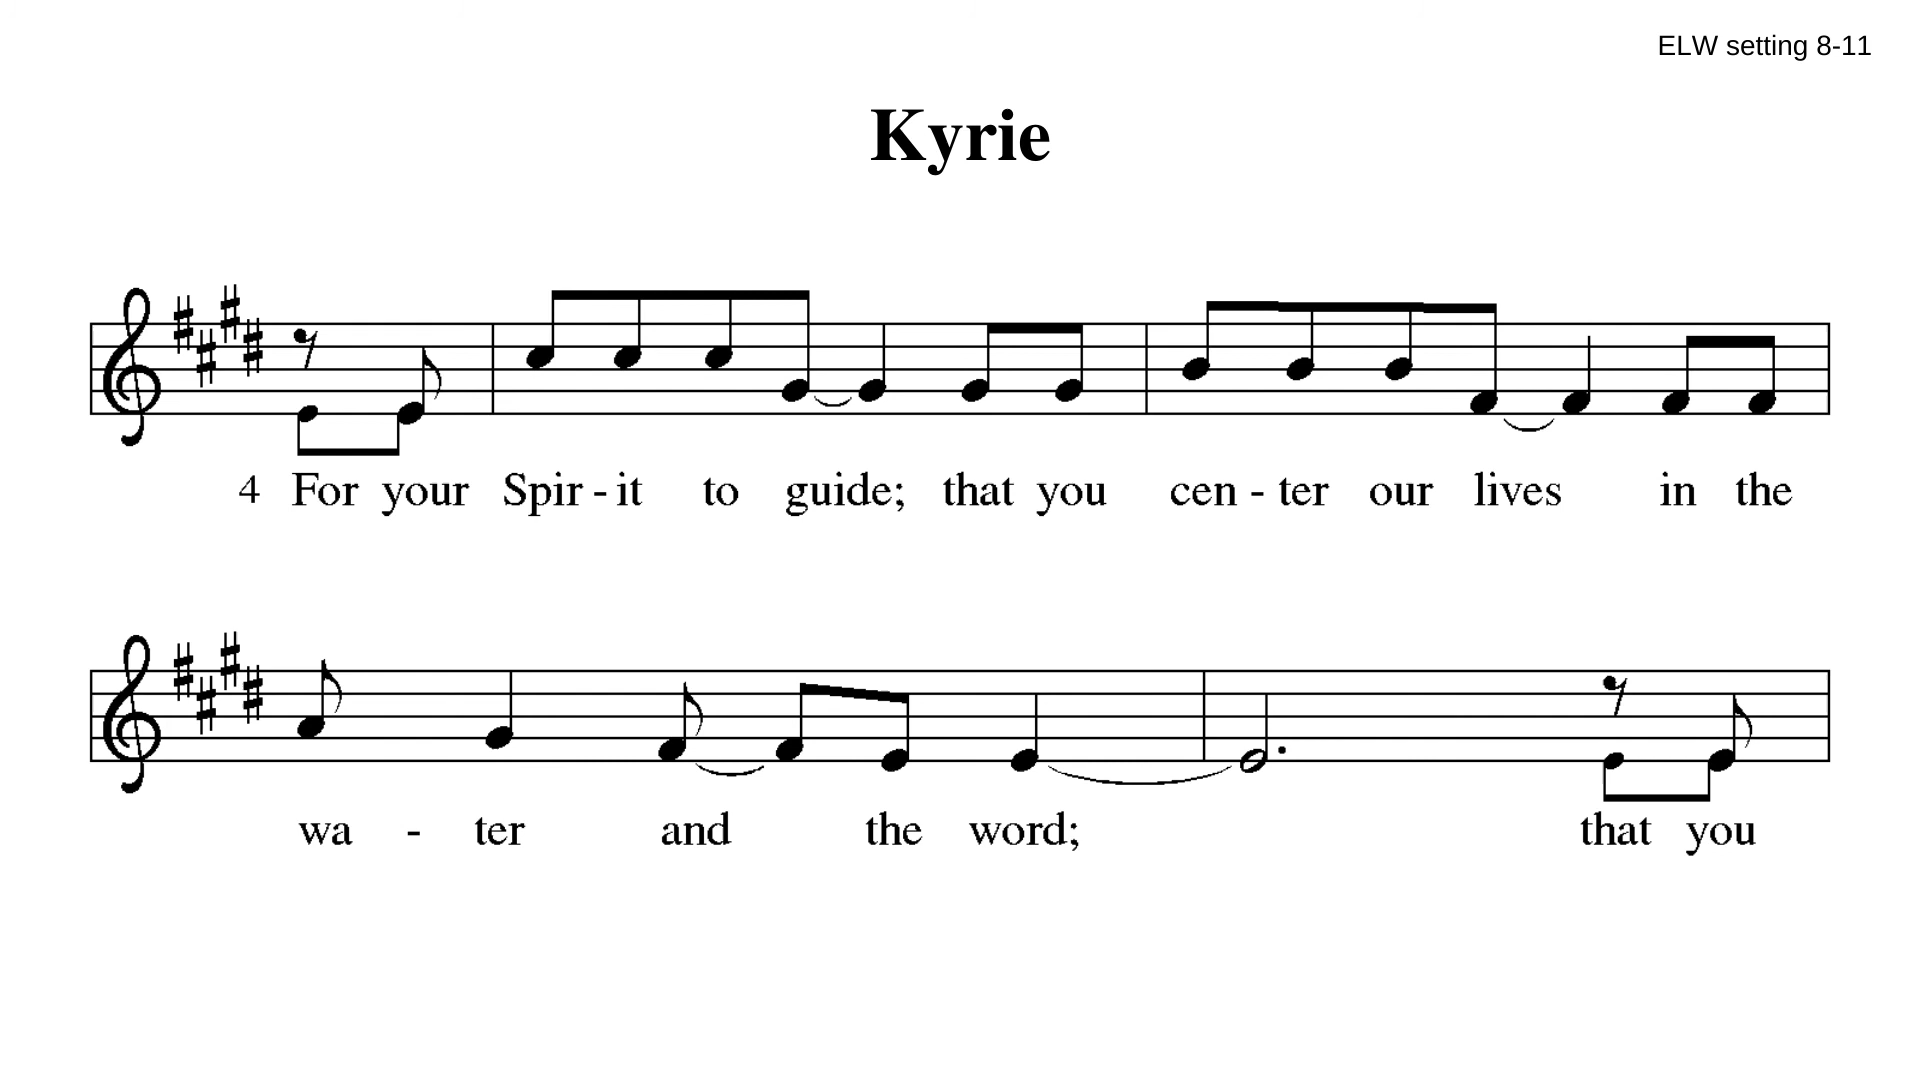 ELW setting 8-11
Kyrie
4 For your Spir - it to guide; that you cen - ter our lives in the
wa - ter and the word; that you